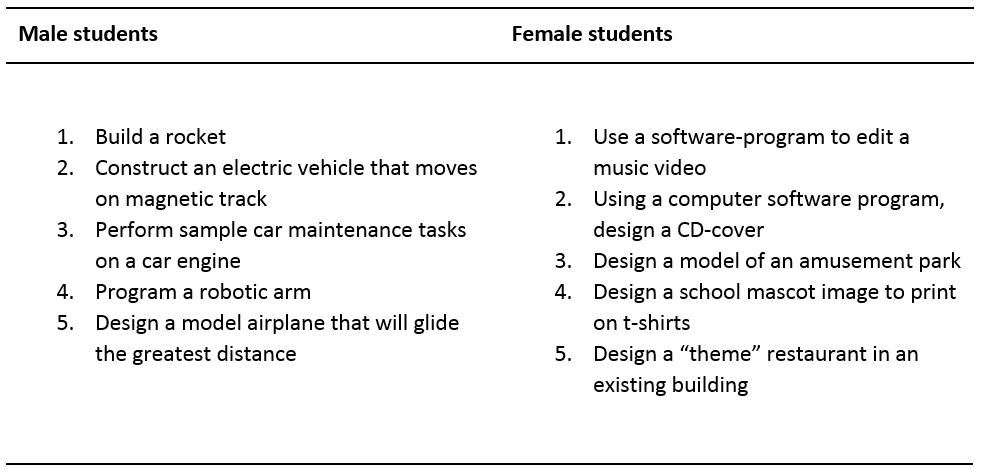 Male students
Female students
1. Build a rocket
2. Construct an electric vehicle that moves
on magnetic track
3. Perform sample car maintenance tasks
on a car engine
4. Program a robotic arm
5. Design a model airplane that will glide
the greatest distance
1. Use a software-program to edit a
music video
2. Using a computer software program,
design a CD-cover
3. Design a model of an amusement park
4. Design a school mascot image to print
on t-shirts
5. Design a “theme” restaurant in an
existing building